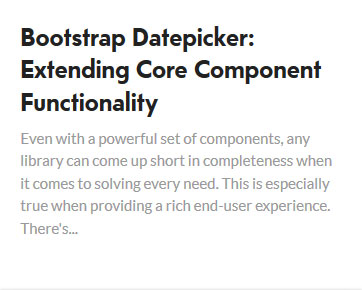 Bootstrap Datepicker:
Extending Core Component
Functionality
Even with a powerful set of components, any
library can come up short in completeness when
it comes to solving every need. This is especially
true when providing a rich end-user experience.
There's...